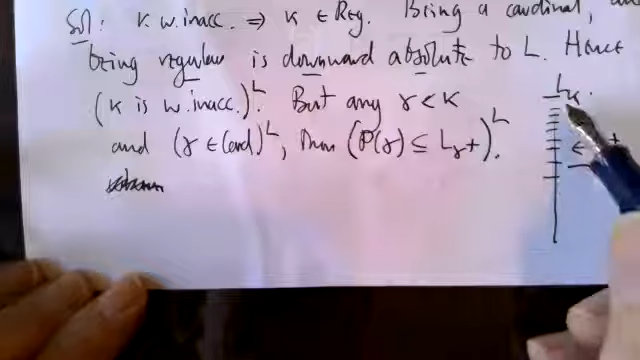 Sol: κ w. inacc. ⇒ κ ∈ Reg. Being a cardinal, and
being regular is downward absolute to L. Hence
(κ is w. inacc.)^L. But any γ < κ
and (γ ∈ Card)^L, then (P(γ) ⊆ L_γ+)^L.
L_κ.